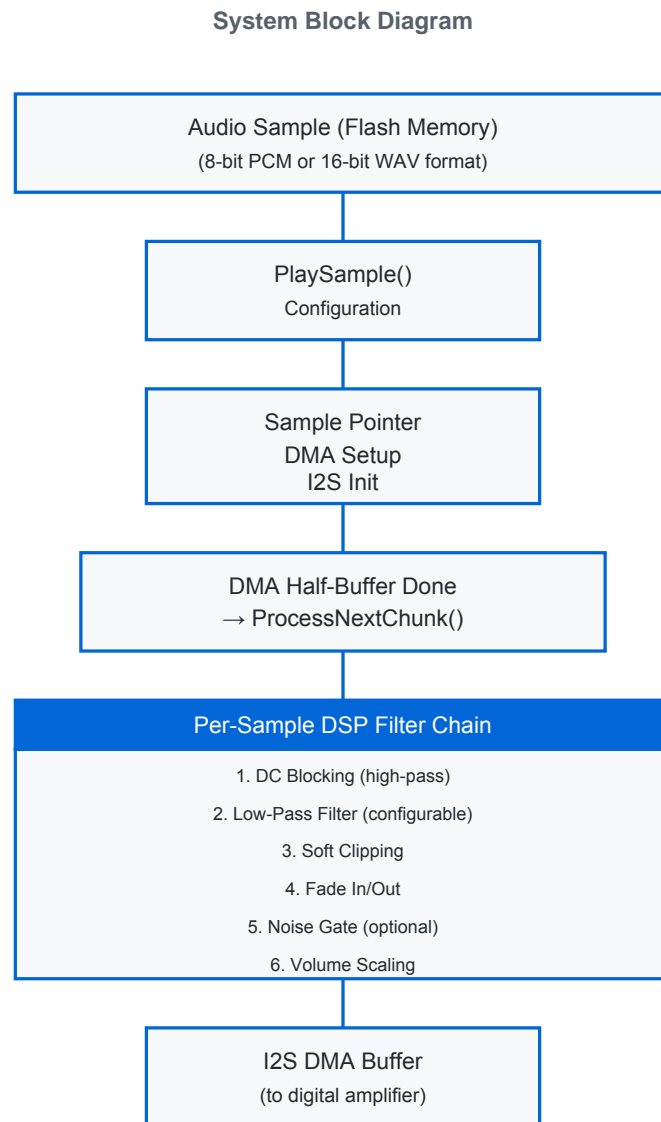 System Block Diagram
Audio Sample (Flash Memory)
(8-bit PCM or 16-bit WAV format)
PlaySample()
Configuration
Sample Pointer
DMA Setup
I2S Init
DMA Half-Buffer Done
→ ProcessNextChunk()
Per-Sample DSP Filter Chain
1. DC Blocking (high-pass)
2. Low-Pass Filter (configurable)
3. Soft Clipping
4. Fade In/Out
5. Noise Gate (optional)
6. Volume Scaling
I2S DMA Buffer
(to digital amplifier)